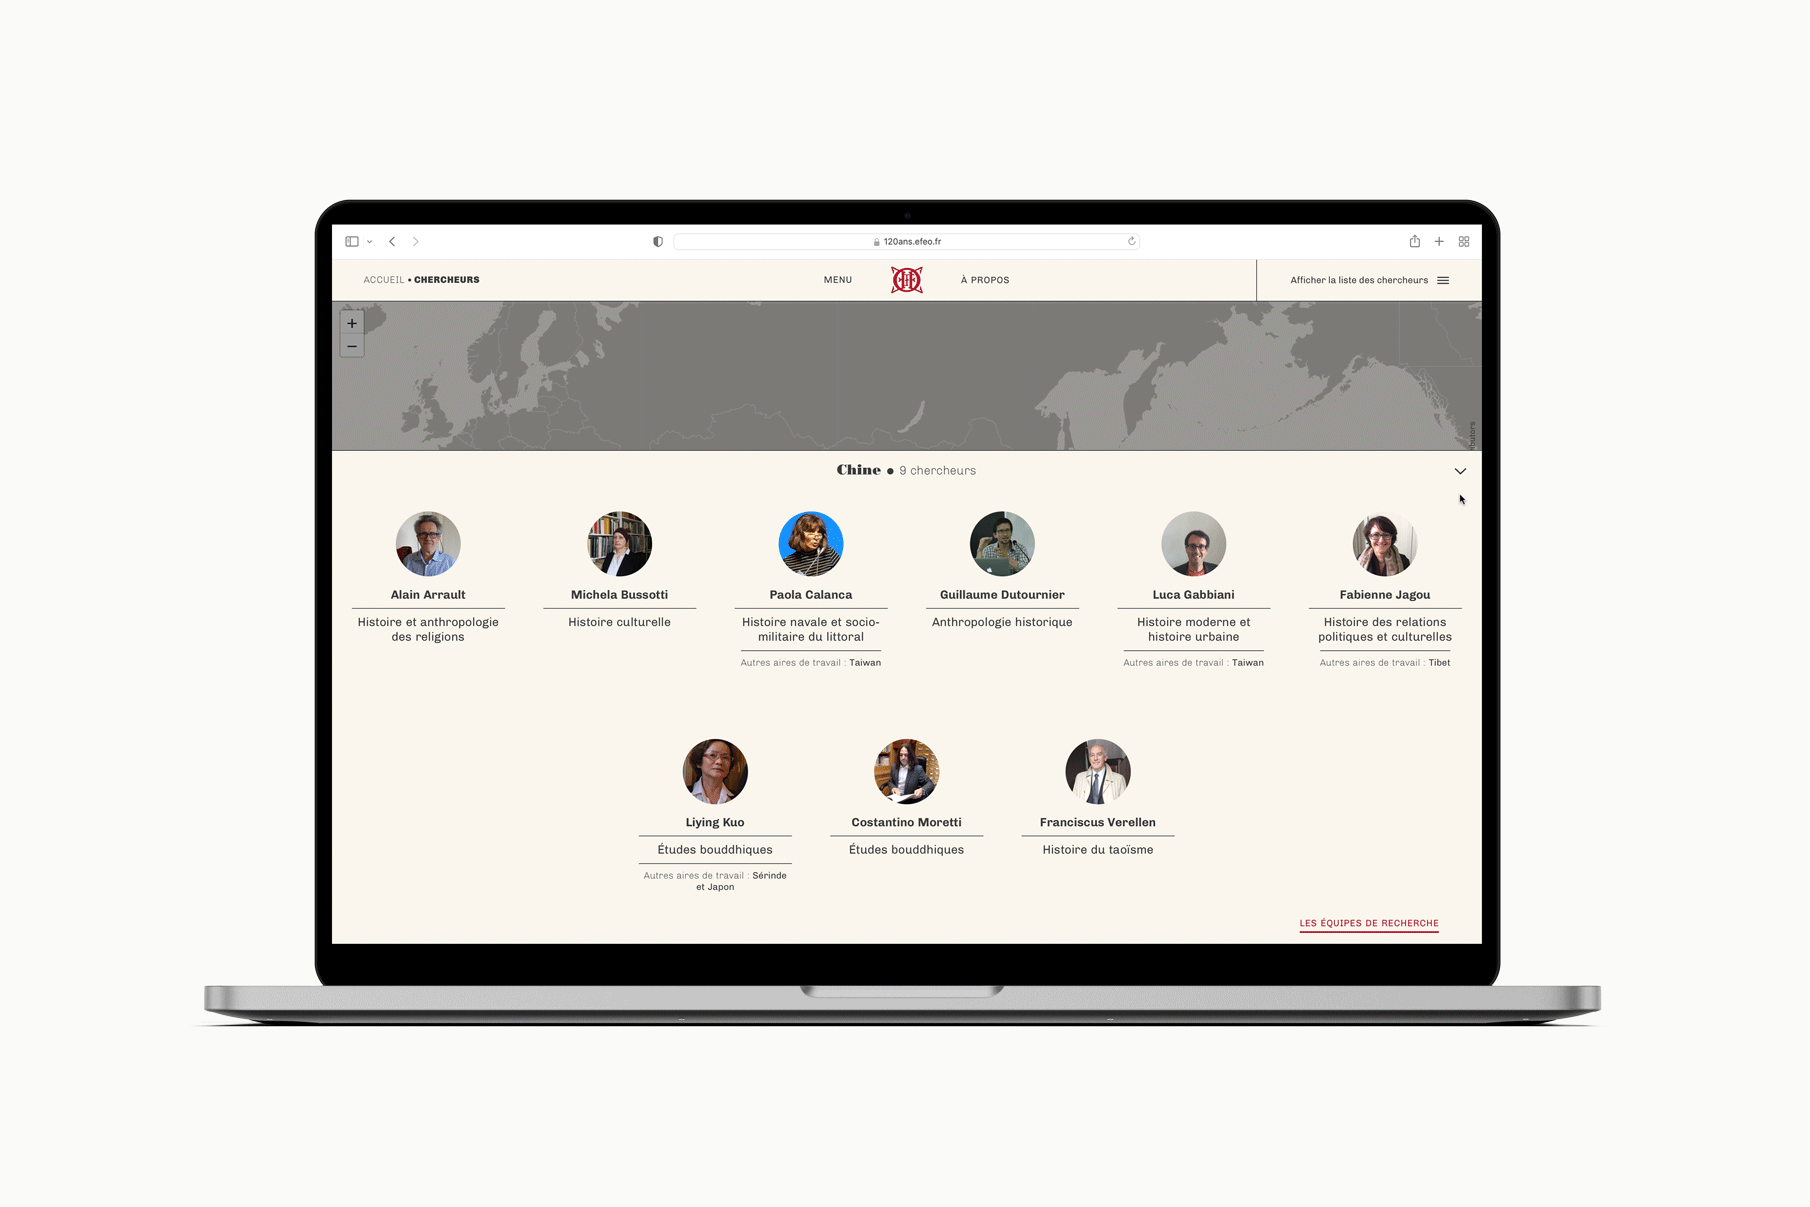 120ans.efeo.fr
ACCUEIL • CHERCHEURS
MENU
À PROPOS
Afficher la liste des chercheurs
+
−
Chine • 9 chercheurs
Alain Arrault
Histoire et anthropologie
des religions
Michela Bussotti
Histoire culturelle
Paola Calanca
Histoire navale et socio-
militaire du littoral
Autres aires de travail : Taiwan
Guillaume Dutournier
Anthropologie historique
Luca Gabbiani
Histoire moderne et
histoire urbaine
Autres aires de travail : Taiwan
Fabienne Jagou
Histoire des relations
politiques et culturelles
Autres aires de travail : Tibet
Liying Kuo
Études bouddhiques
Autres aires de travail : Sérinde
et Japon
Costantino Moretti
Études bouddhiques
Franciscus Verellen
Histoire du taoïsme
LES ÉQUIPES DE RECHERCHE